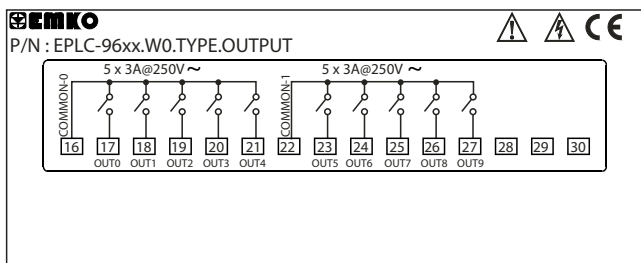 EMKO
P/N : EPLC-96xx.W0.TYPE.OUTPUT
CE
5 x 3A@250V ~ 5 x 3A@250V ~
COMMON-0 COMMON-1
16 17 18 19 20 21 22 23 24 25 26 27 28 29 30
OUT0 OUT1 OUT2 OUT3 OUT4 OUT5 OUT6 OUT7 OUT8 OUT9